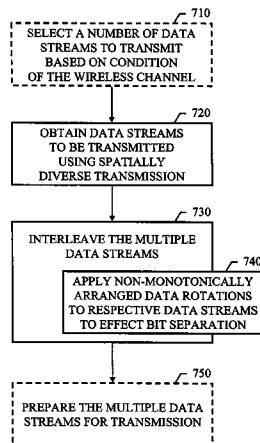 710
SELECT A NUMBER OF DATA
STREAMS TO TRANSMIT
BASED ON CONDITION
OF THE WIRELESS CHANNEL
720
OBTAIN DATA STREAMS
TO BE TRANSMITTED
USING SPATIALLY
DIVERSE TRANSMISSION
730
INTERLEAVE THE MULTIPLE
DATA STREAMS
740
APPLY NON-MONOTONICALLY
ARRANGED DATA ROTATIONS
TO RESPECTIVE DATA STREAMS
TO EFFECT BIT SEPARATION
750
PREPARE THE MULTIPLE DATA
STREAMS FOR TRANSMISSION